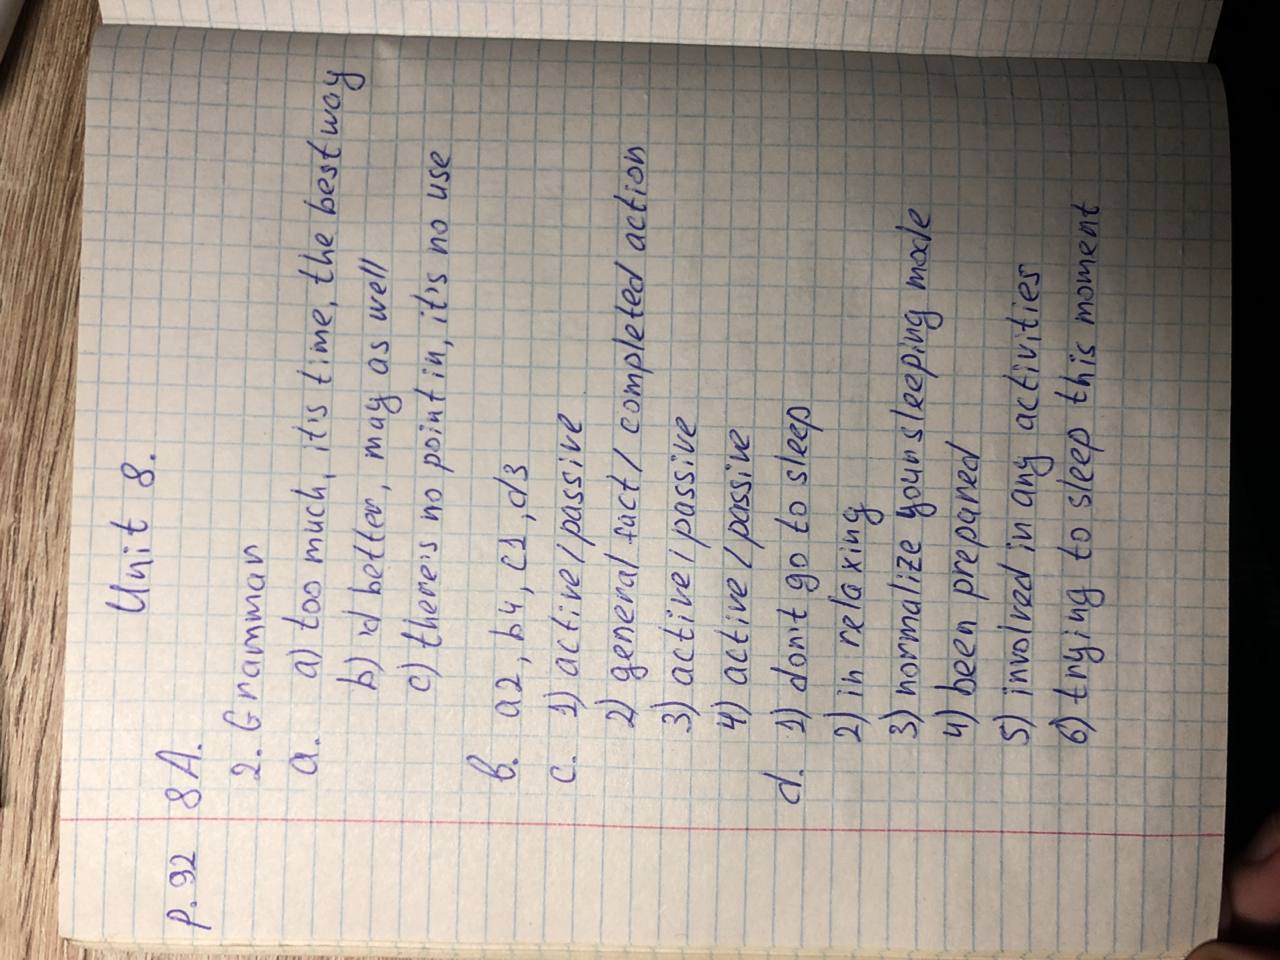 Unit 8.
p. 92 8A.
2. Grammar
a. a) too much, it's time, the best way
b) 'd better, may as well
c) there's no point in, it's no use
b. a2, b4, c1, d3
c. 1) active/passive
2) general fact/ completed action
3) active/passive
4) active/passive
d. 1) don't go to sleep
2) in relaxing
3) normalize your sleeping mode
4) been prepared
5) involved in any activities
6) trying to sleep this moment